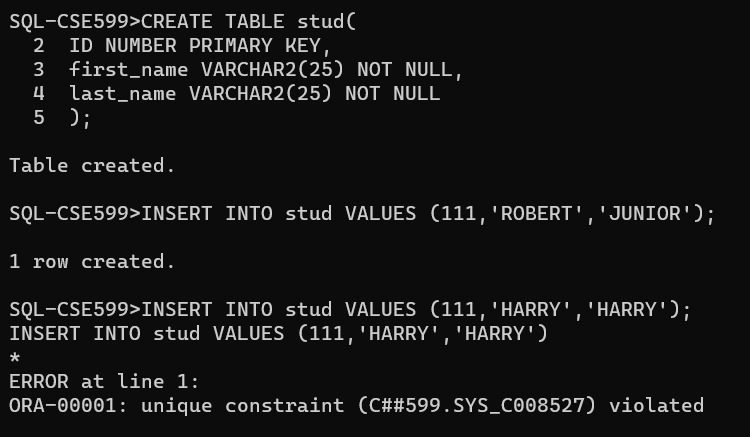 SQL-CSE599>CREATE TABLE stud(
  2  ID NUMBER PRIMARY KEY,
  3  first_name VARCHAR2(25) NOT NULL,
  4  last_name VARCHAR2(25) NOT NULL
  5  );
Table created.
SQL-CSE599>INSERT INTO stud VALUES (111,'ROBERT','JUNIOR');
1 row created.
SQL-CSE599>INSERT INTO stud VALUES (111,'HARRY','HARRY');
INSERT INTO stud VALUES (111,'HARRY','HARRY')
*
ERROR at line 1:
ORA-00001: unique constraint (C##599.SYS_C008527) violated